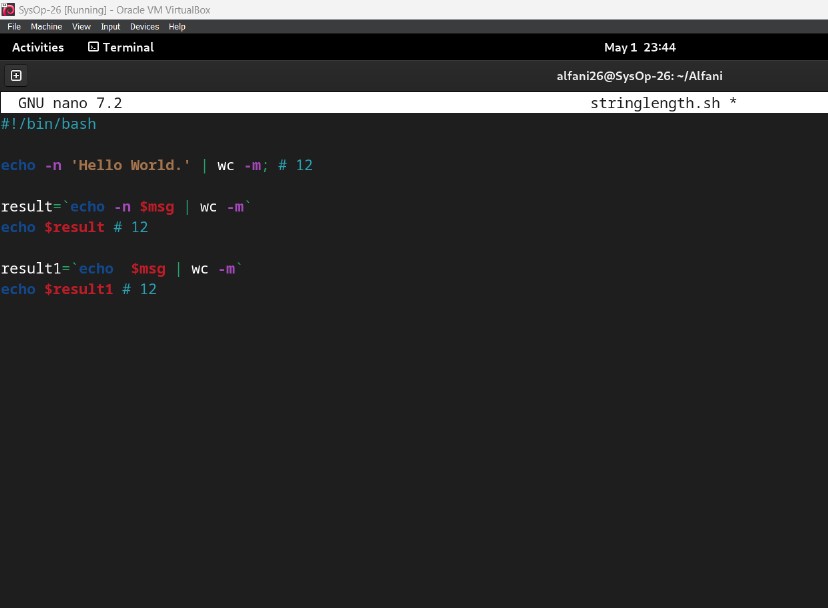 SysOp-26 [Running] - Oracle VM VirtualBox
File Machine View Input Devices Help
Activities Terminal May 1 23:44
alfani26@SysOp-26: ~/Alfani
GNU nano 7.2 stringlength.sh *
#!/bin/bash
echo -n 'Hello World.' | wc -m; # 12
result=`echo -n $msg | wc -m`
echo $result # 12
result1=`echo  $msg | wc -m`
echo $result1 # 12